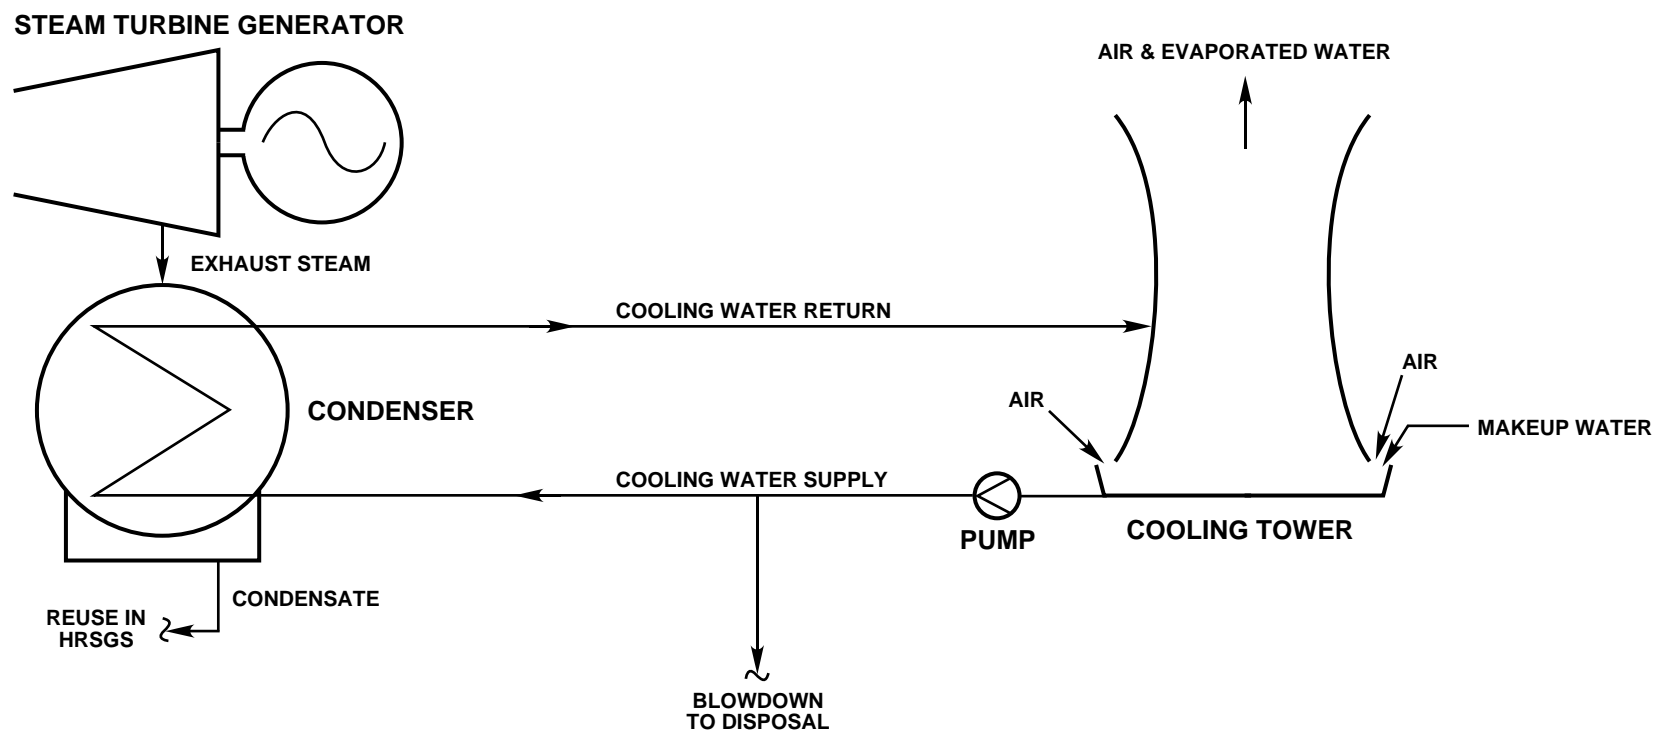 STEAM TURBINE GENERATOR
AIR & EVAPORATED WATER
EXHAUST STEAM
COOLING WATER RETURN
AIR
AIR
CONDENSER
MAKEUP WATER
COOLING WATER SUPPLY
PUMP
COOLING TOWER
CONDENSATE
REUSE IN
HRSGS
BLOWDOWN
TO DISPOSAL